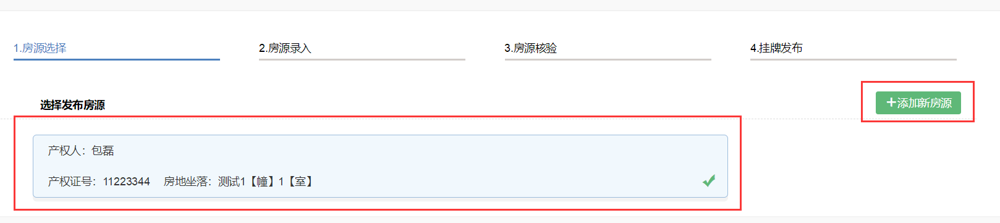 1.房源选择
2.房源录入
3.房源核验
4.挂牌发布
选择发布房源
+添加新房源
产权人：包磊
产权证号：11223344 房地坐落：测试1【幢】1【室】